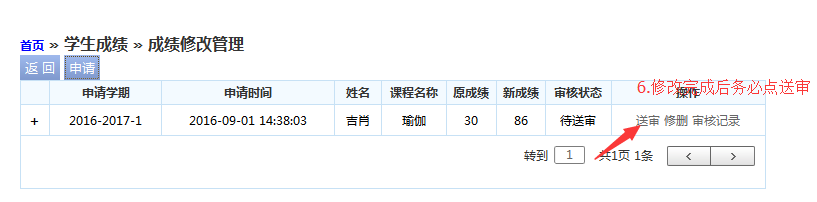 首页 » 学生成绩 » 成绩修改管理
返 回 申请
申请学期 申请时间 姓名 课程名称 原成绩 新成绩 审核状态 操作
6.修改完成后务必点送审
+ 2016-2017-1 2016-09-01 14:38:03 吉肖 瑜伽 30 86 待送审 送审 修删 审核记录
转到 1 共1页 1条 < >